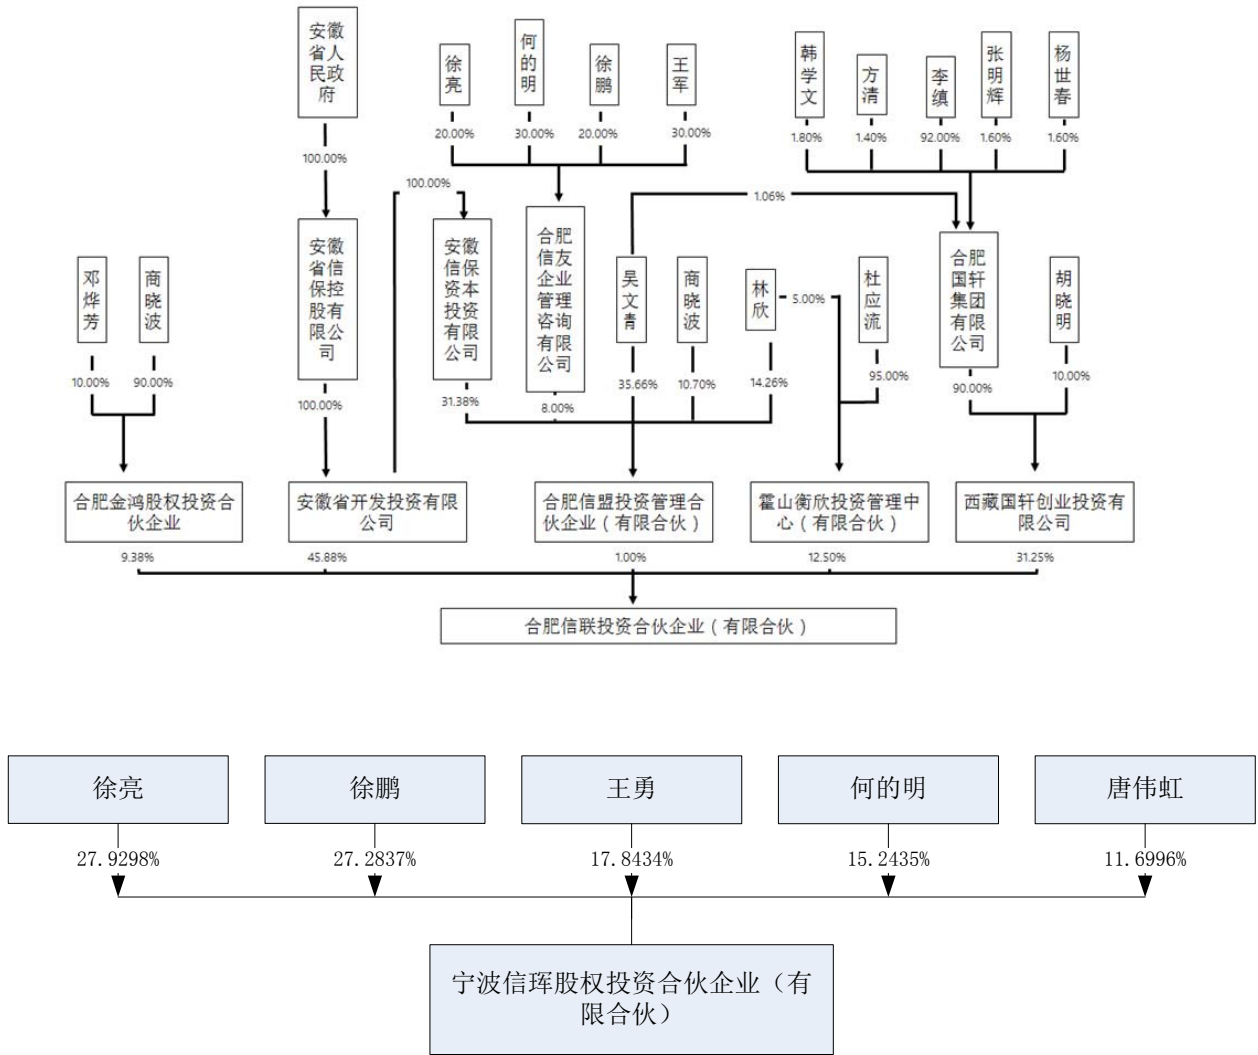 安徽
省人
民政
府
徐
亮
何
的
明
徐
鹏
王
军
韩
学
文
方
清
李
缜
张
明
辉
杨
世
春
20.00%
30.00%
20.00%
30.00%
1.80%
1.40%
92.00%
1.60%
1.60%
100.00%
100.00%
1.06%
邓
烨
芳
商
晓
波
安徽
省信
保控
股有
限公
司
安徽
信保
资本
投资
有限
公司
合肥
信友
企业
管理
咨询
有限
公司
吴
文
青
商
晓
波
林
欣
5.00%
杜
应
流
合肥
国轩
集团
有限
公司
胡
晓
明
10.00%
90.00%
100.00%
31.38%
8.00%
35.66%
10.70%
14.26%
95.00%
90.00%
10.00%
合肥金鸿股权投资合
伙企业
安徽省开发投资有限
公司
合肥信盟投资管理合
伙企业（有限合伙）
霍山衡欣投资管理中
心（有限合伙）
西藏国轩创业投资有
限公司
9.38%
45.88%
1.00%
12.50%
31.25%
合肥信联投资合伙企业（有限合伙）
徐亮
徐鹏
王勇
何的明
唐伟虹
27.9298%
27.2837%
17.8434%
15.2435%
11.6996%
宁波信珲股权投资合伙企业（有
限合伙）